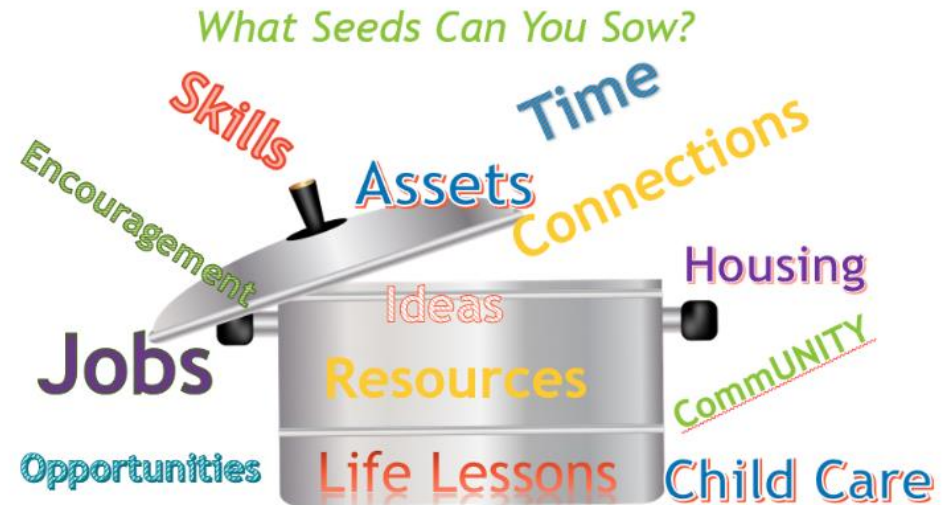 What Seeds Can You Sow?
Skills
Time
Encouragement
Assets
Connections
Housing
Ideas
Jobs
Resources
CommUNITY
Opportunities
Life Lessons
Child Care